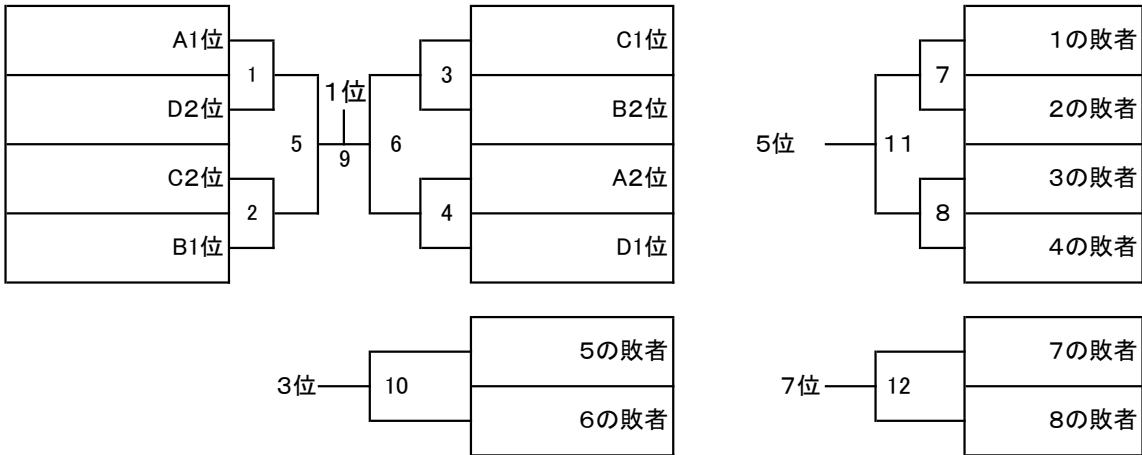 A1位
1
D2位
C2位
2
B1位
5
1位
9
6
3
4
C1位
B2位
A2位
D1位
5位
11
7
8
1の敗者
2の敗者
3の敗者
4の敗者
3位
10
5の敗者
6の敗者
7位
12
7の敗者
8の敗者